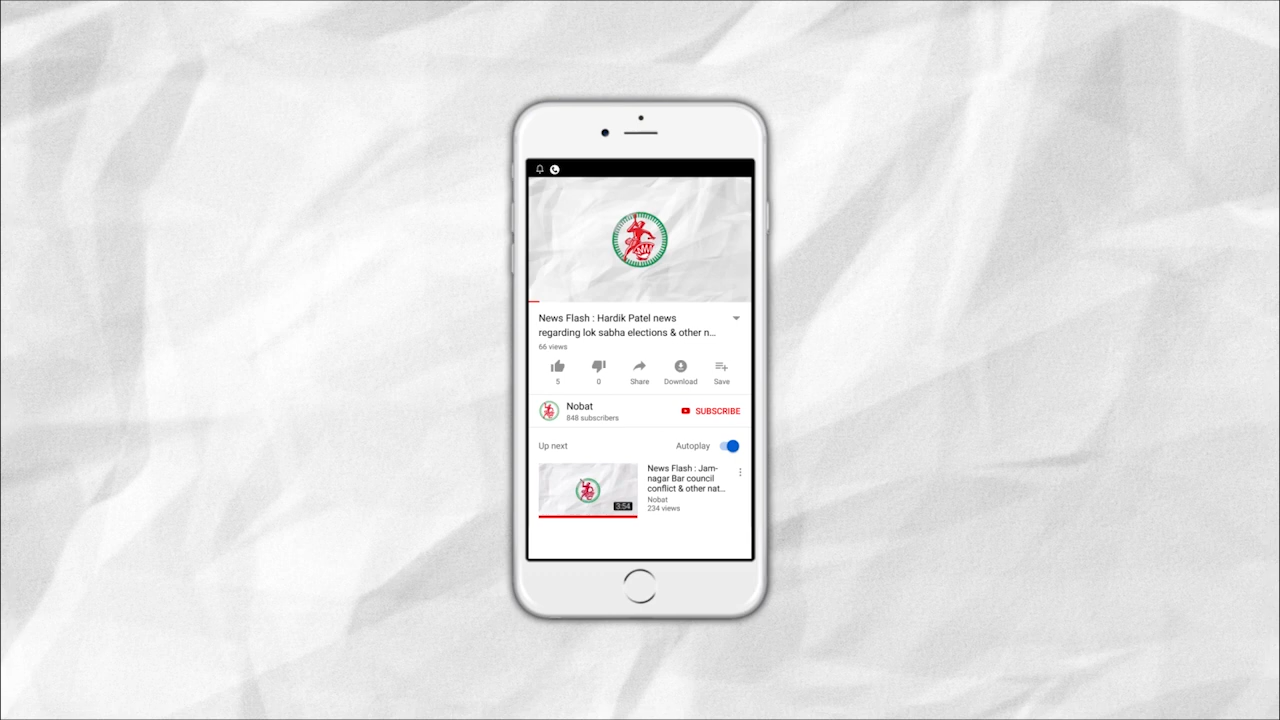 News Flash : Hardik Patel news
regarding lok sabha elections & other n...
66 views
5
0
Share
Download
Save
Nobat
848 subscribers
SUBSCRIBE
Up next
Autoplay
3:54
News Flash : Jam-
nagar Bar council
conflict & other nat...
Nobat
234 views